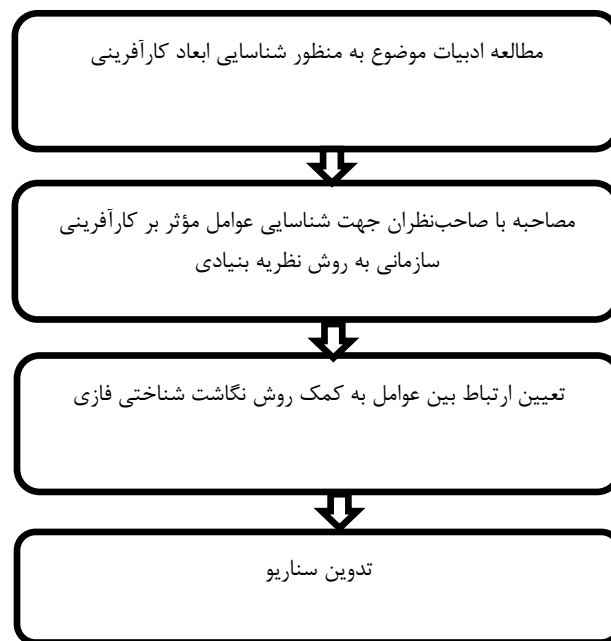 مطالعه ادبیات موضوع به منظور شناسایی ابعاد کارآفرینی
مصاحبه با صاحب‌نظران جهت شناسایی عوامل مؤثر بر کارآفرینی
سازمانی به روش نظریه بنیادی
تعیین ارتباط بین عوامل به کمک روش نگاشت شناختی فازی
تدوین سناریو